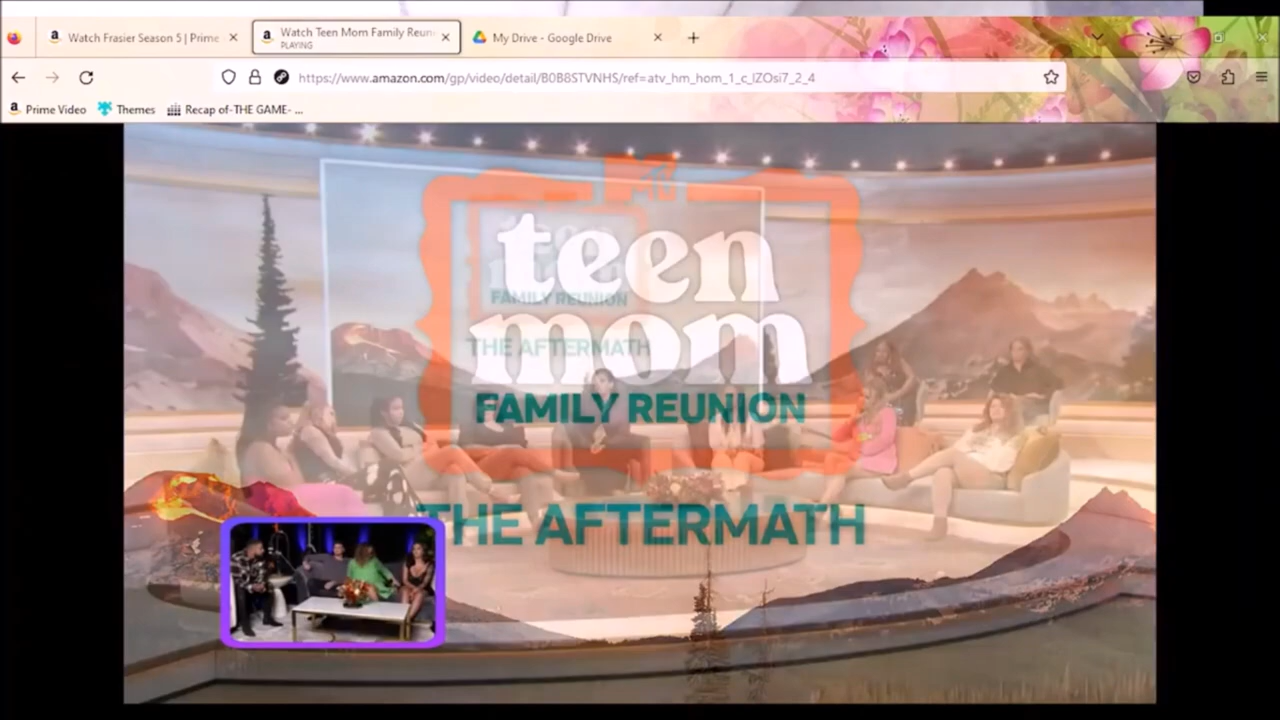 Watch Frasier Season 5 | Prime
Watch Teen Mom Family Reun
PLAYING
My Drive - Google Drive
https://www.amazon.com/gp/video/detail/B0B8STVNHS/ref=atv_hm_hom_1_c_lZOsi7_2_4
Prime Video
Themes
Recap of-THE GAME- ...
MTV
teen
mom
FAMILY REUNION
THE AFTERMATH
teen
mom
FAMILY REUNION
THE AFTERMATH